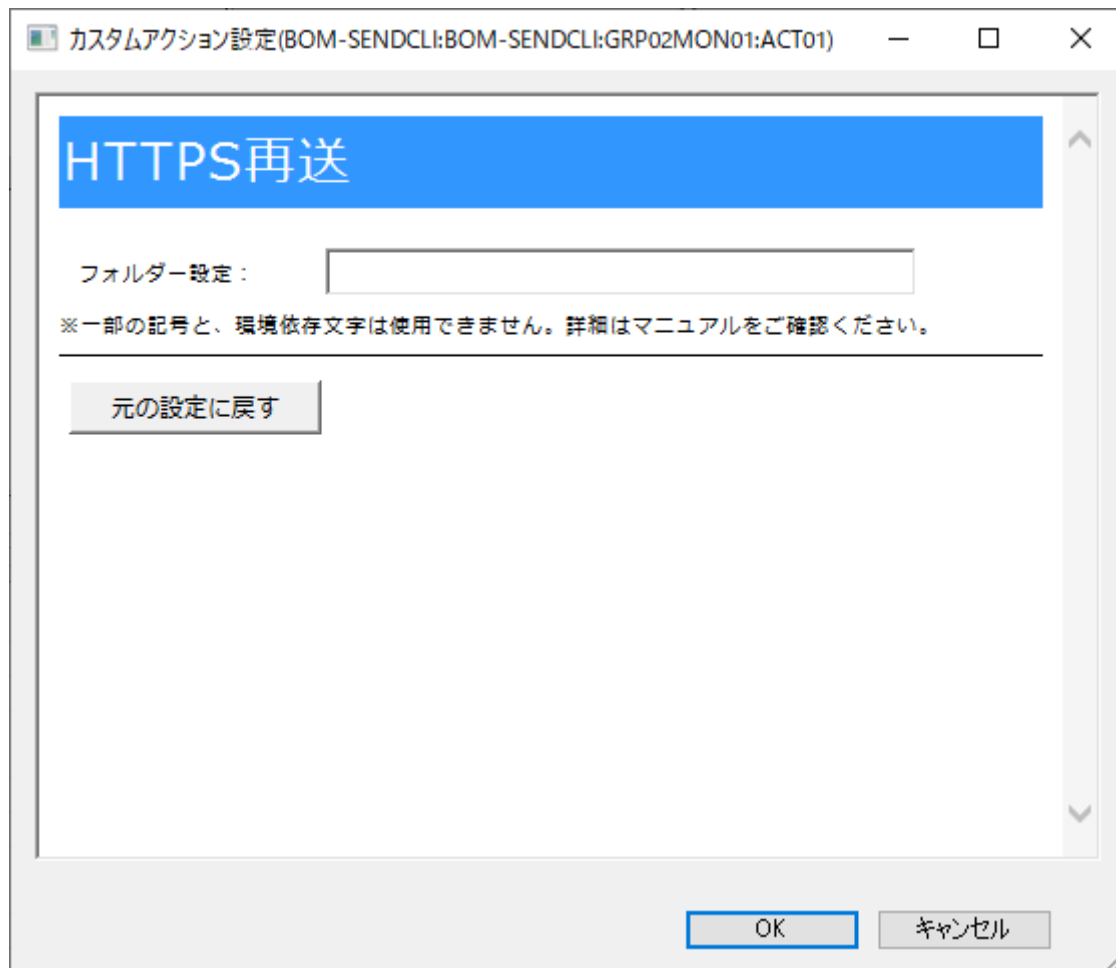 カスタムアクション設定(BOM-SENDCLI:BOM-SENDCLI:GRP02MON01:ACT01)
HTTPS再送
フォルダー設定：
※一部の記号と、環境依存文字は使用できません。詳細はマニュアルをご確認ください。
元の設定に戻す
OK
キャンセル